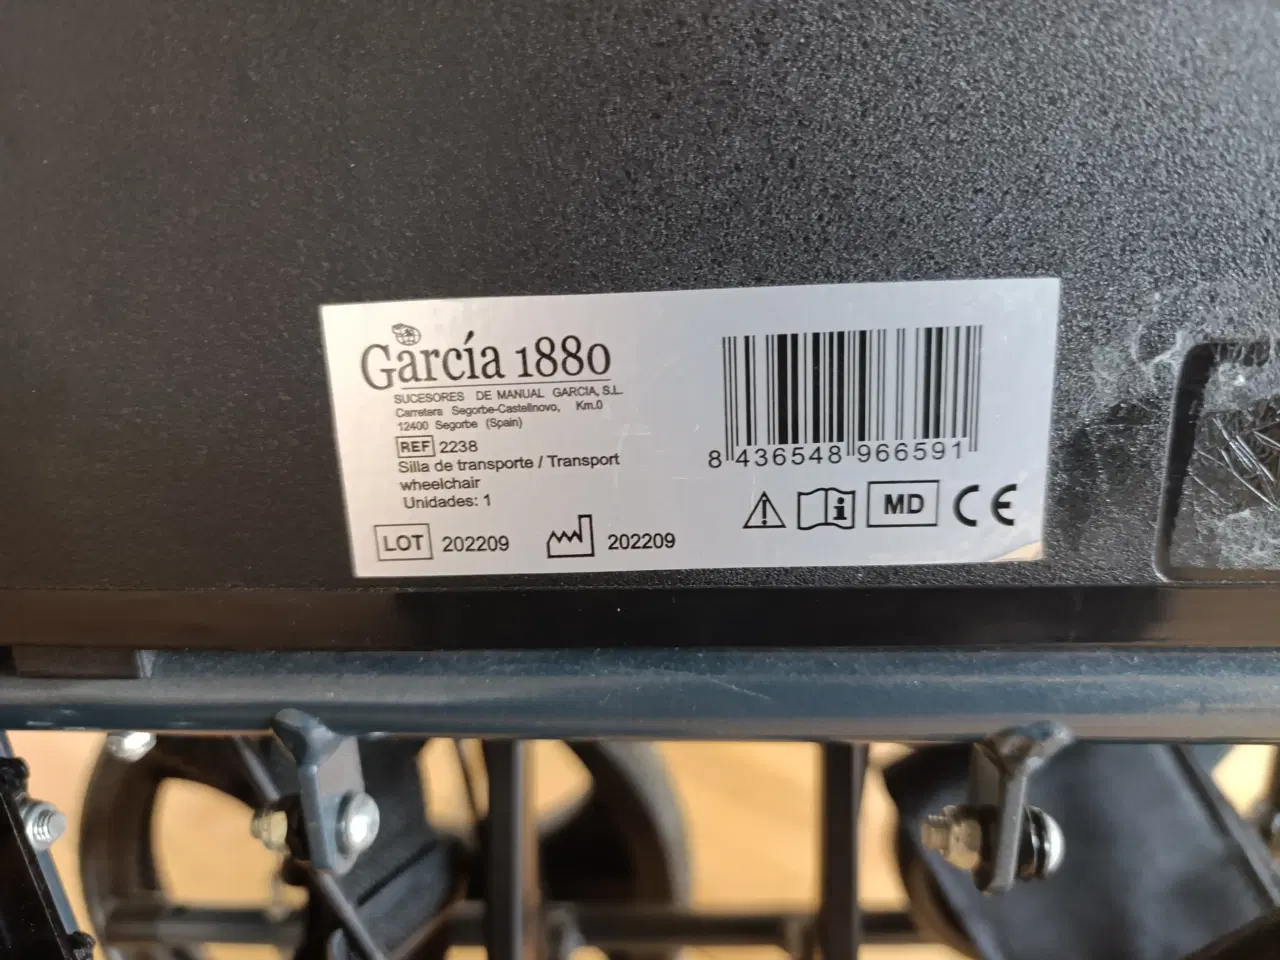 García 1880
SUCESORES DE MANUAL GARCIA, S.L.
Carretera Segorbe-Castellnovo, Km.0
12400 Segorbe (Spain)
REF 2238
Silla de transporte / Transport
wheelchair
Unidades: 1
LOT 202209
202209
8 436548 966591
MD CE